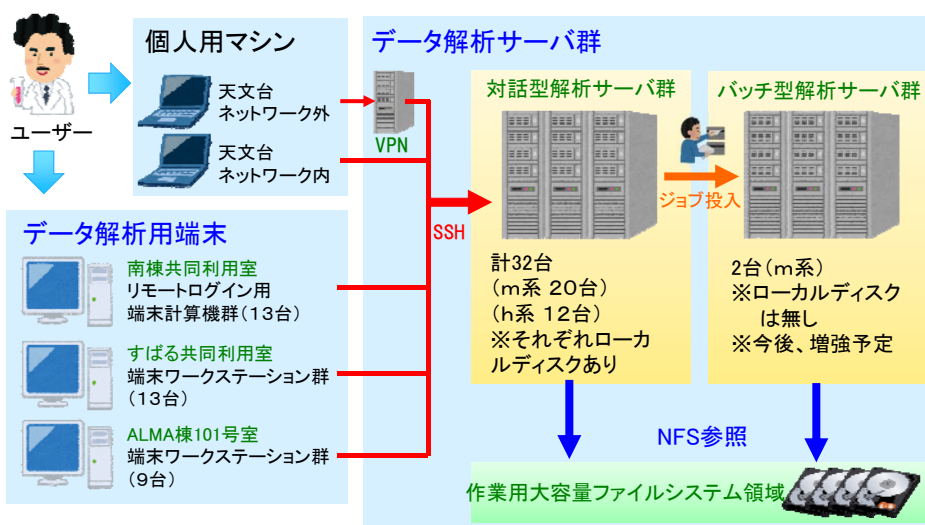 ユーザー
個人用マシン
天文台
ネットワーク外
天文台
ネットワーク内
データ解析用端末
南棟共同利用室
リモートログイン用
端末計算機群(13台)
すばる共同利用室
端末ワークステーション群
(13台)
ALMA棟101号室
端末ワークステーション群
(9台)
データ解析サーバ群
VPN
SSH
対話型解析サーバ群
計32台
(m系 20台)
(h系 12台)
※それぞれローカ
ルディスクあり
ジョブ投入
バッチ型解析サーバ群
2台(m系)
※ローカルディスク
は無し
※今後、増強予定
NFS参照
作業用大容量ファイルシステム領域